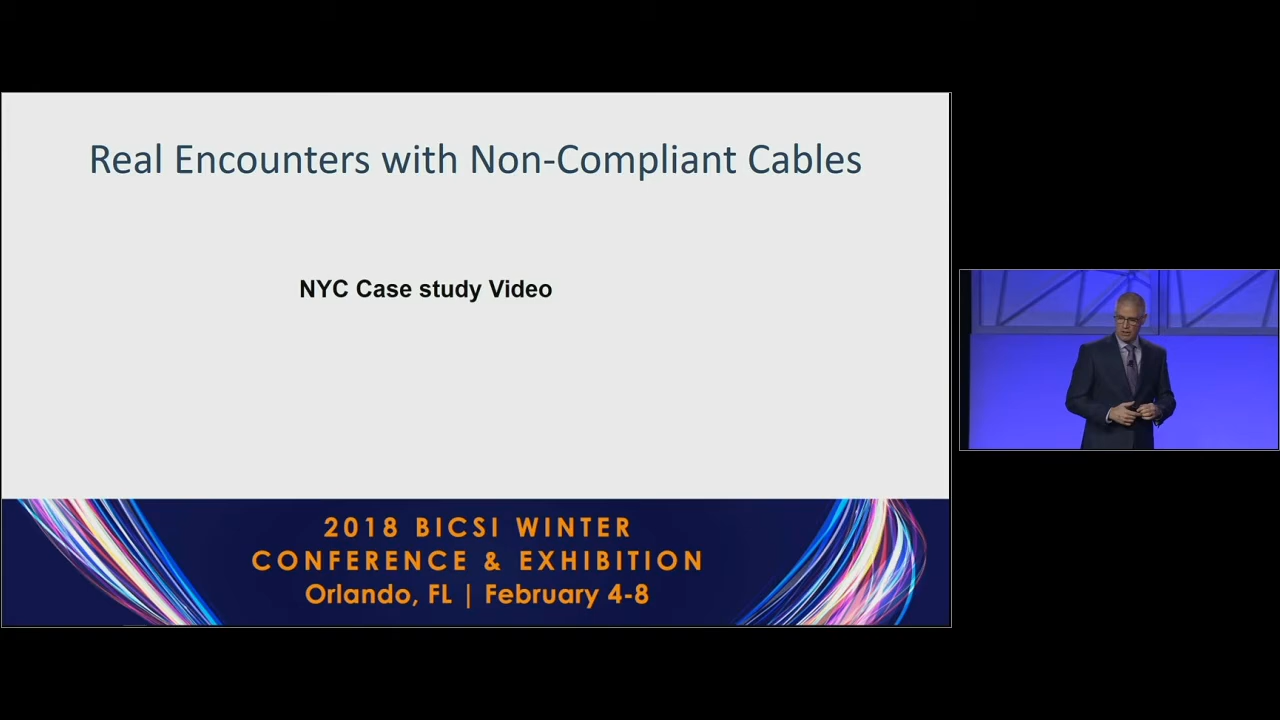 Real Encounters with Non-Compliant Cables
NYC Case study Video
2018 BICSI WINTER
CONFERENCE & EXHIBITION
Orlando, FL | February 4-8